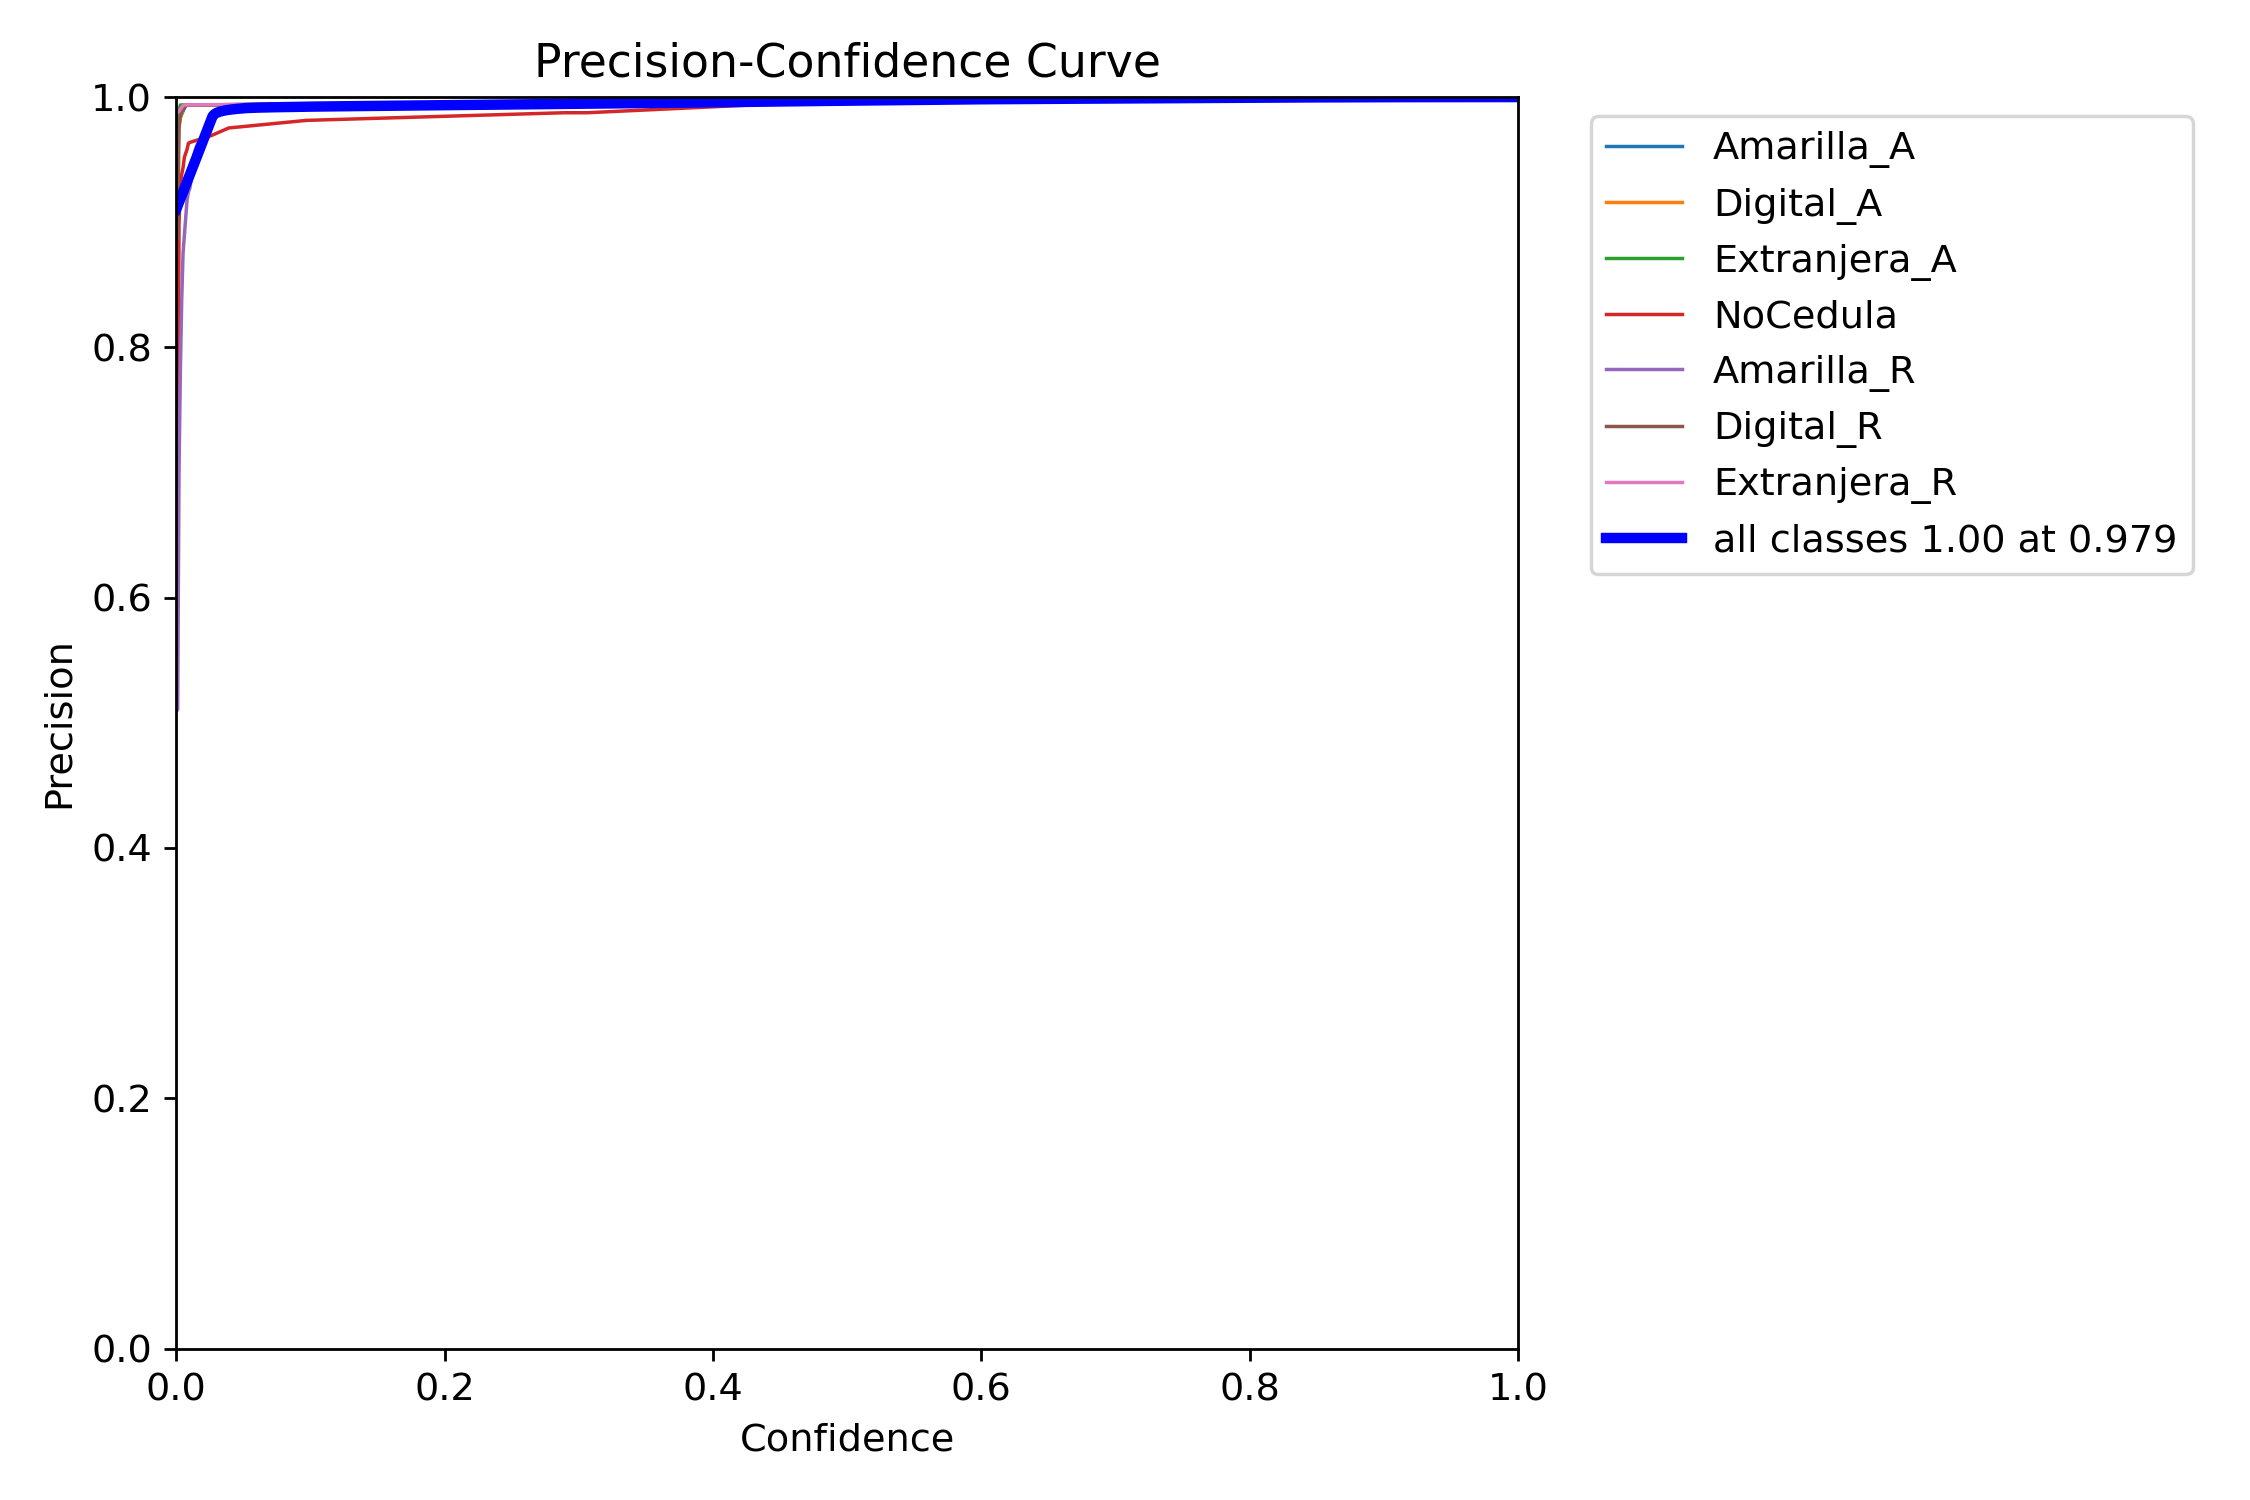 Precision-Confidence Curve
1.0
0.8
0.6
0.4
0.2
0.0
Precision
0.0 0.2 0.4 0.6 0.8 1.0
Confidence
Amarilla_A
Digital_A
Extranjera_A
NoCedula
Amarilla_R
Digital_R
Extranjera_R
all classes 1.00 at 0.979